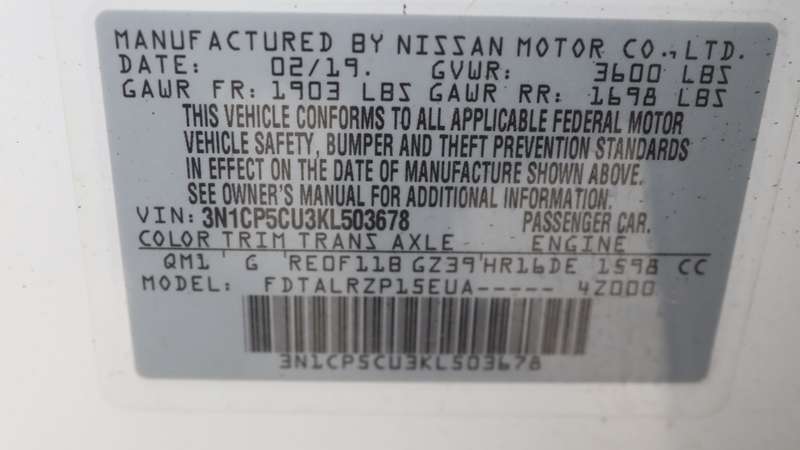 MANUFACTURED BY NISSAN MOTOR CO., LTD.
DATE: 02/19. GVWR: 3600 LBS
GAWR FR: 1903 LBS GAWR RR: 1698 LBS
THIS VEHICLE CONFORMS TO ALL APPLICABLE FEDERAL MOTOR
VEHICLE SAFETY, BUMPER AND THEFT PREVENTION STANDARDS
IN EFFECT ON THE DATE OF MANUFACTURE SHOWN ABOVE.
SEE OWNER'S MANUAL FOR ADDITIONAL INFORMATION.
VIN: 3N1CP5CU3KL503678 PASSENGER CAR.
COLOR TRIM TRANS AXLE ENGINE
QM1 G RE0F11B GZ39 HR16DE 1598 CC
MODEL: FDTALRZP15EUA----- 4Z000
3N1CP5CU3KL503678